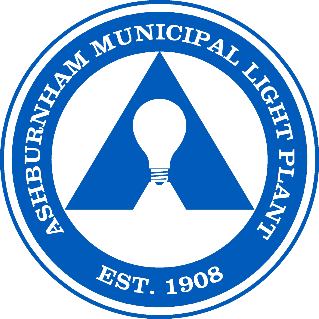 ASHBURNHAM MUNICIPAL LIGHT PLANT
EST. 1908